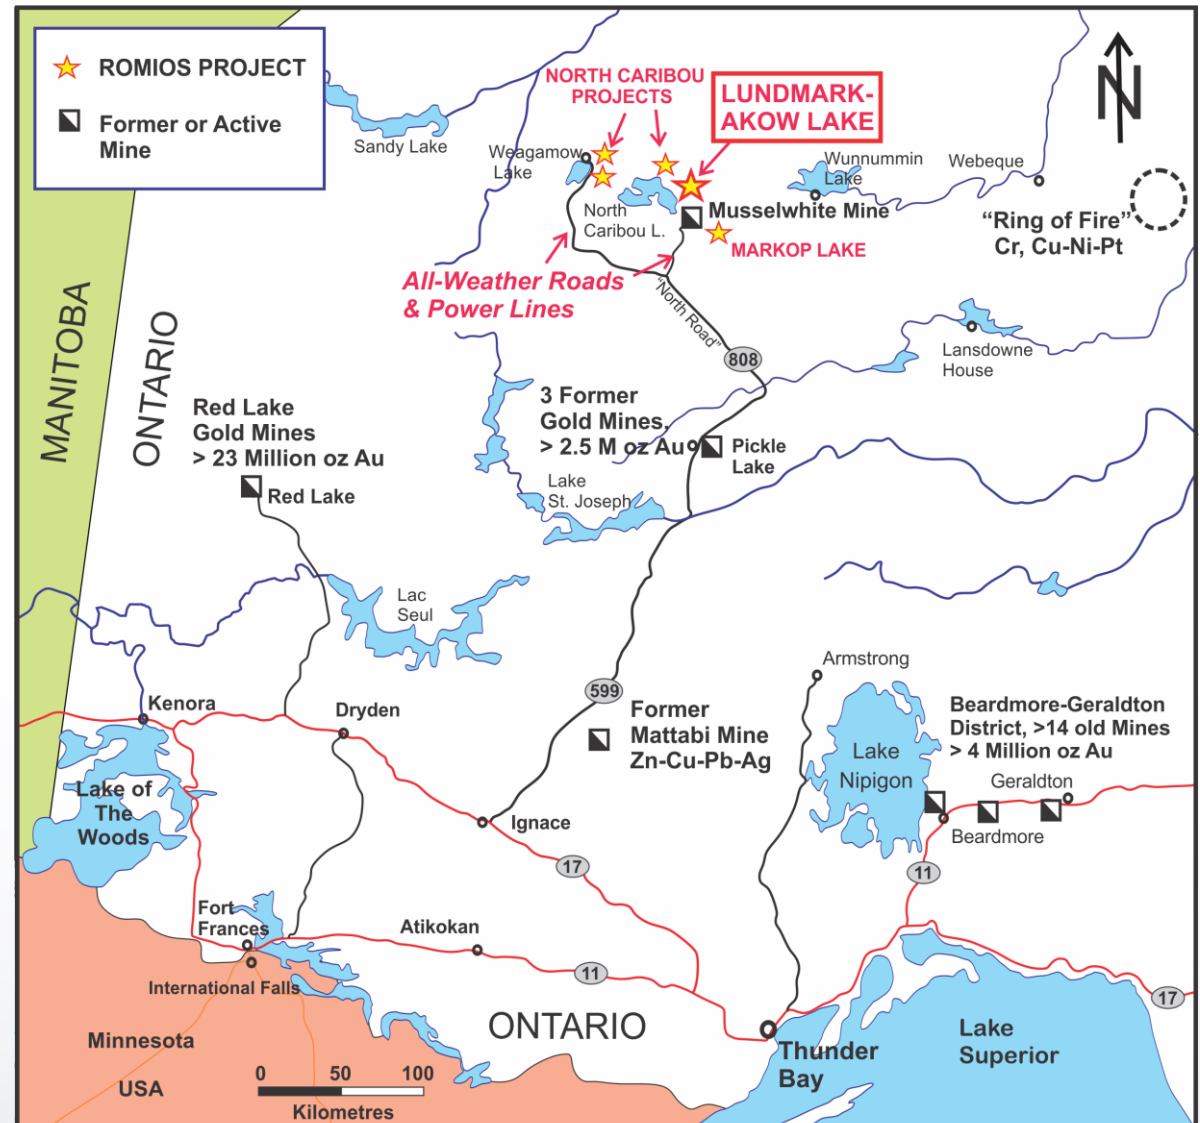 ROMIOS PROJECT
Former or Active
Mine
NORTH CARIBOU
PROJECTS
LUNDMARK-
AKOW LAKE
N
Sandy Lake
Weagamow
Lake
Wunnummin
Lake
Webeque
North
Caribou L.
Musselwhite Mine
MARKOP LAKE
"Ring of Fire"
Cr, Cu-Ni-Pt
All-Weather Roads
& Power Lines
"North Road"
MANITOBA
ONTARIO
808
Lansdowne
House
Red Lake
Gold Mines
> 23 Million oz Au
Red Lake
3 Former
Gold Mines,
> 2.5 M oz Au
Pickle
Lake
Lake
St. Joseph
Lac
Seul
Armstrong
599
Kenora
Dryden
Former
Mattabi Mine
Zn-Cu-Pb-Ag
Beardmore-Geraldton
District, >14 old Mines
> 4 Million oz Au
Lake
Nipigon
Geraldton
Beardmore
Lake of
The
Woods
Ignace
17
11
Fort
Frances
Atikokan
International Falls
11
17
ONTARIO
Minnesota
USA
Thunder
Bay
Lake
Superior
0 50 100
Kilometres